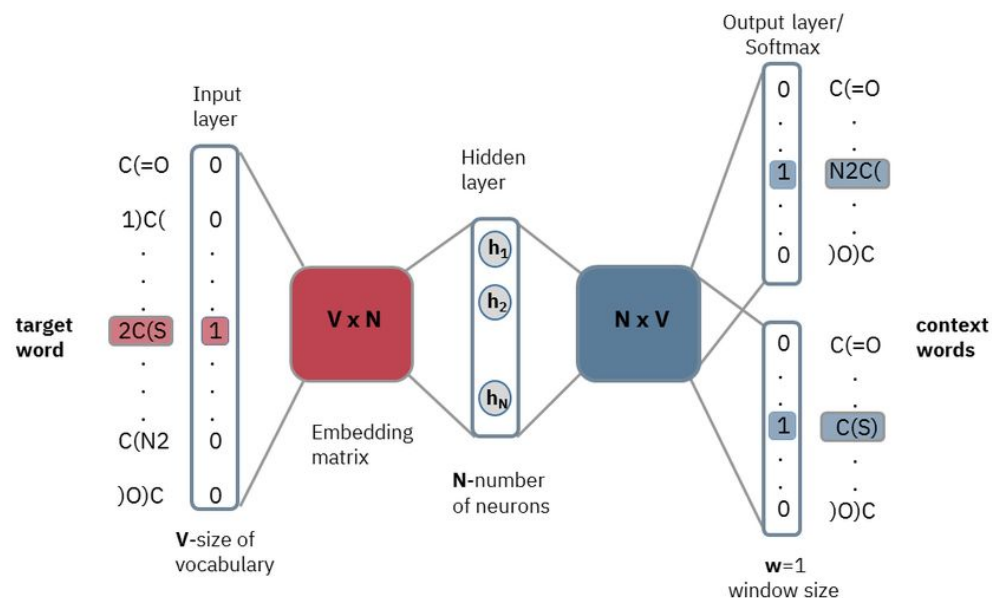 target
word
C(=O
1)C(
.
.
2C(S
.
.
.
C(N2
)O)C
Input
layer
0
0
.
.
1
.
.
.
0
0
V-size of
vocabulary
V x N
Embedding
matrix
Hidden
layer
h₁
h₂
hN
N-number
of neurons
N x V
Output layer/
Softmax
0
.
.
1
.
.
0
C(=O
.
.
N2C(
.
.
)O)C
0
.
.
1
.
.
0
C(=O
.
.
C(S)
.
.
)O)C
w=1
window size
context
words